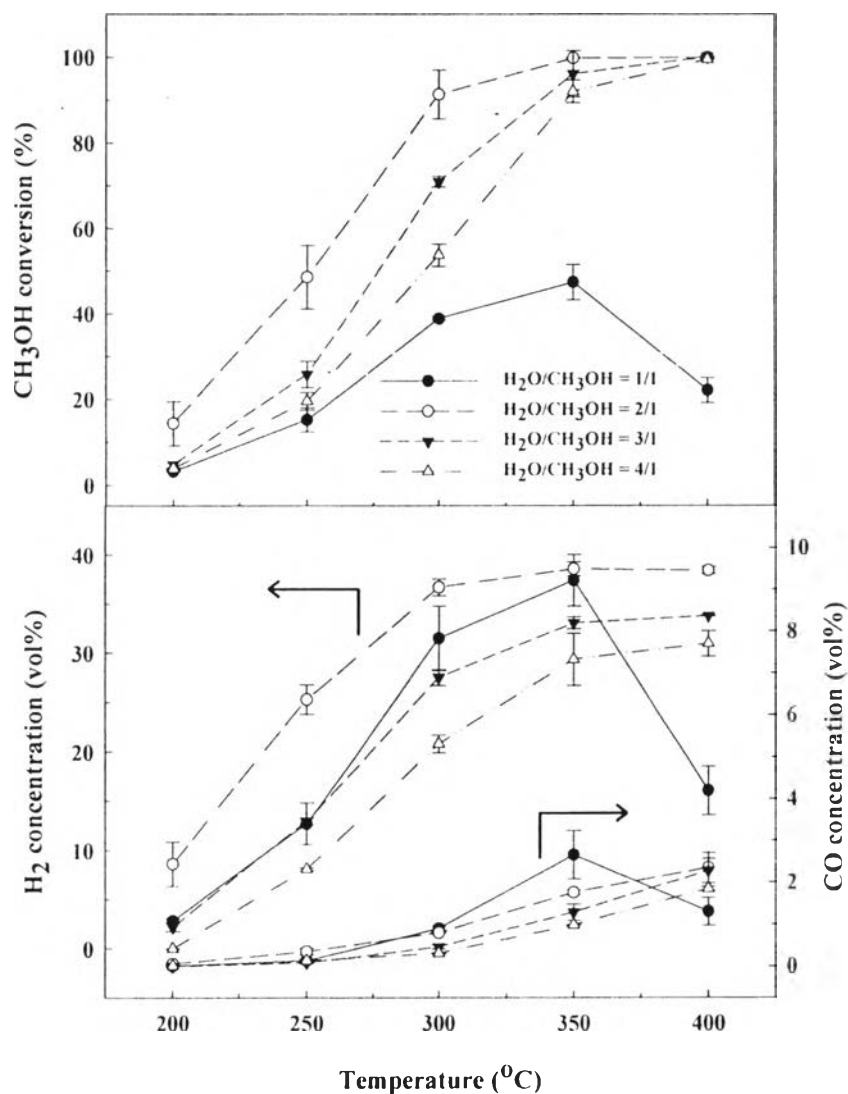 100
80
60
40
20
0
CH₃OH conversion (%)
H₂O/CH₃OH = 1/1
H₂O/CH₃OH = 2/1
H₂O/CH₃OH = 3/1
H₂O/CH₃OH = 4/1
40
30
20
10
0
H₂ concentration (vol%)
10
8
6
4
2
0
CO concentration (vol%)
200 250 300 350 400
Temperature (⁰C)